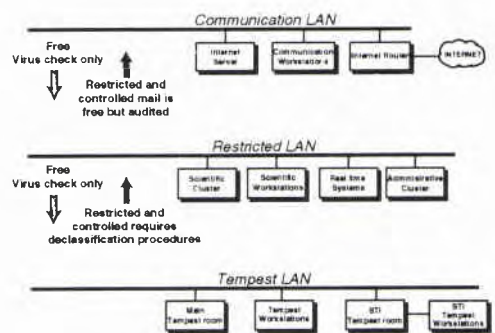 Communication LAN
Free
Virus check only
Restricted and
controlled mail is
free but audited
Internet
Server
Communication
Workstations
Internet Router
INTERNET
Restricted LAN
Free
Virus check only
Restricted and
controlled requires
declassification procedures
Scientific
Cluster
Scientific
Workstations
Real time
Systems
Administrative
Cluster
Tempest LAN
Main
Tempest room
Tempest
Workstations
STI
Tempest room
STI
Tempest
Workstations